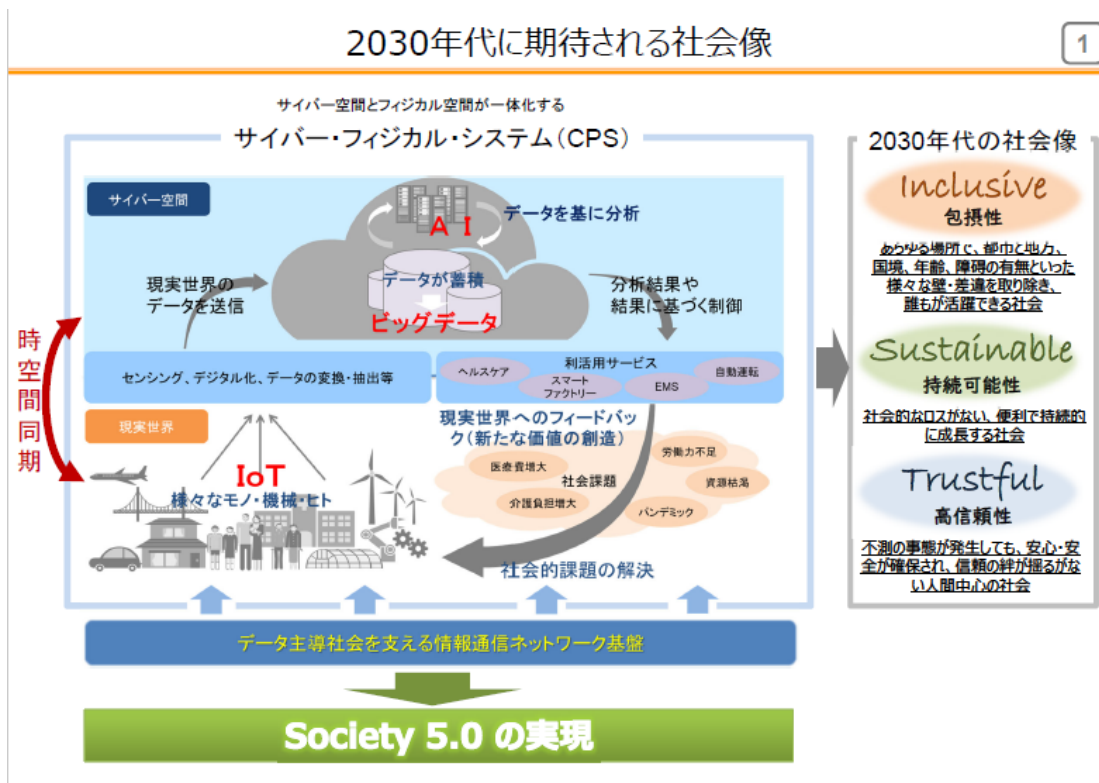 2030年代に期待される社会像
1
サイバー空間とフィジカル空間が一体化する
サイバー・フィジカル・システム(CPS)
サイバー空間
AI
データを基に分析
現実世界の
データを送信
データが蓄積
ビッグデータ
分析結果や
結果に基づく制御
時空間同期
センシング、デジタル化、データの変換・抽出等
利活用サービス
ヘルスケア
スマート
ファクトリー
EMS
自動運転
現実世界
IoT
様々なモノ・機械・ヒト
現実世界へのフィードバッ
ク(新たな価値の創造)
医療費増大
労働力不足
社会課題
資源枯渇
介護負担増大
パンデミック
社会的課題の解決
データ主導社会を支える情報通信ネットワーク基盤
Society 5.0 の実現
2030年代の社会像
Inclusive
包摂性
あらゆる場所で、都市と地方、
国境、年齢、障碍の有無といった
様々な壁・差違を取り除き、
誰もが活躍できる社会
Sustainable
持続可能性
社会的なロスがない、便利で持続的
に成長する社会
Trustful
高信頼性
不測の事態が発生しても、安心・安
全が確保され、信頼の絆が揺るがな
い人間中心の社会